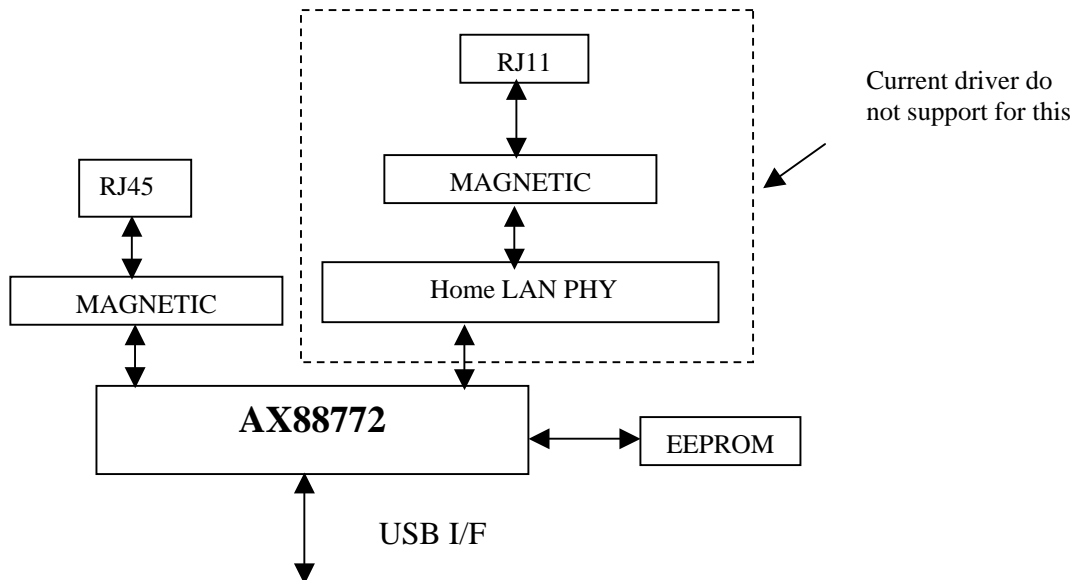 RJ11
Current driver do
not support for this
MAGNETIC
RJ45
Home LAN PHY
MAGNETIC
AX88772
EEPROM
USB I/F